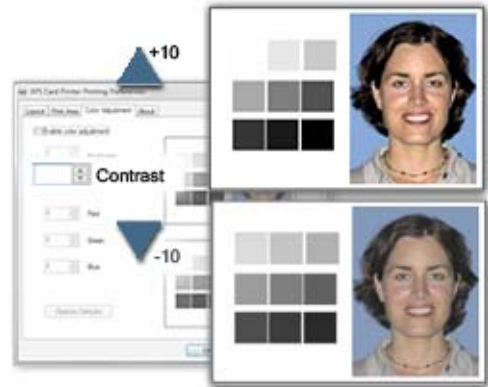 +10
XPS Card Printer Printing Preferences
Layout Print Area Color Adjustment About
Enable color adjustment
Contrast
Red
Green
-10
Blue
Restore Defaults